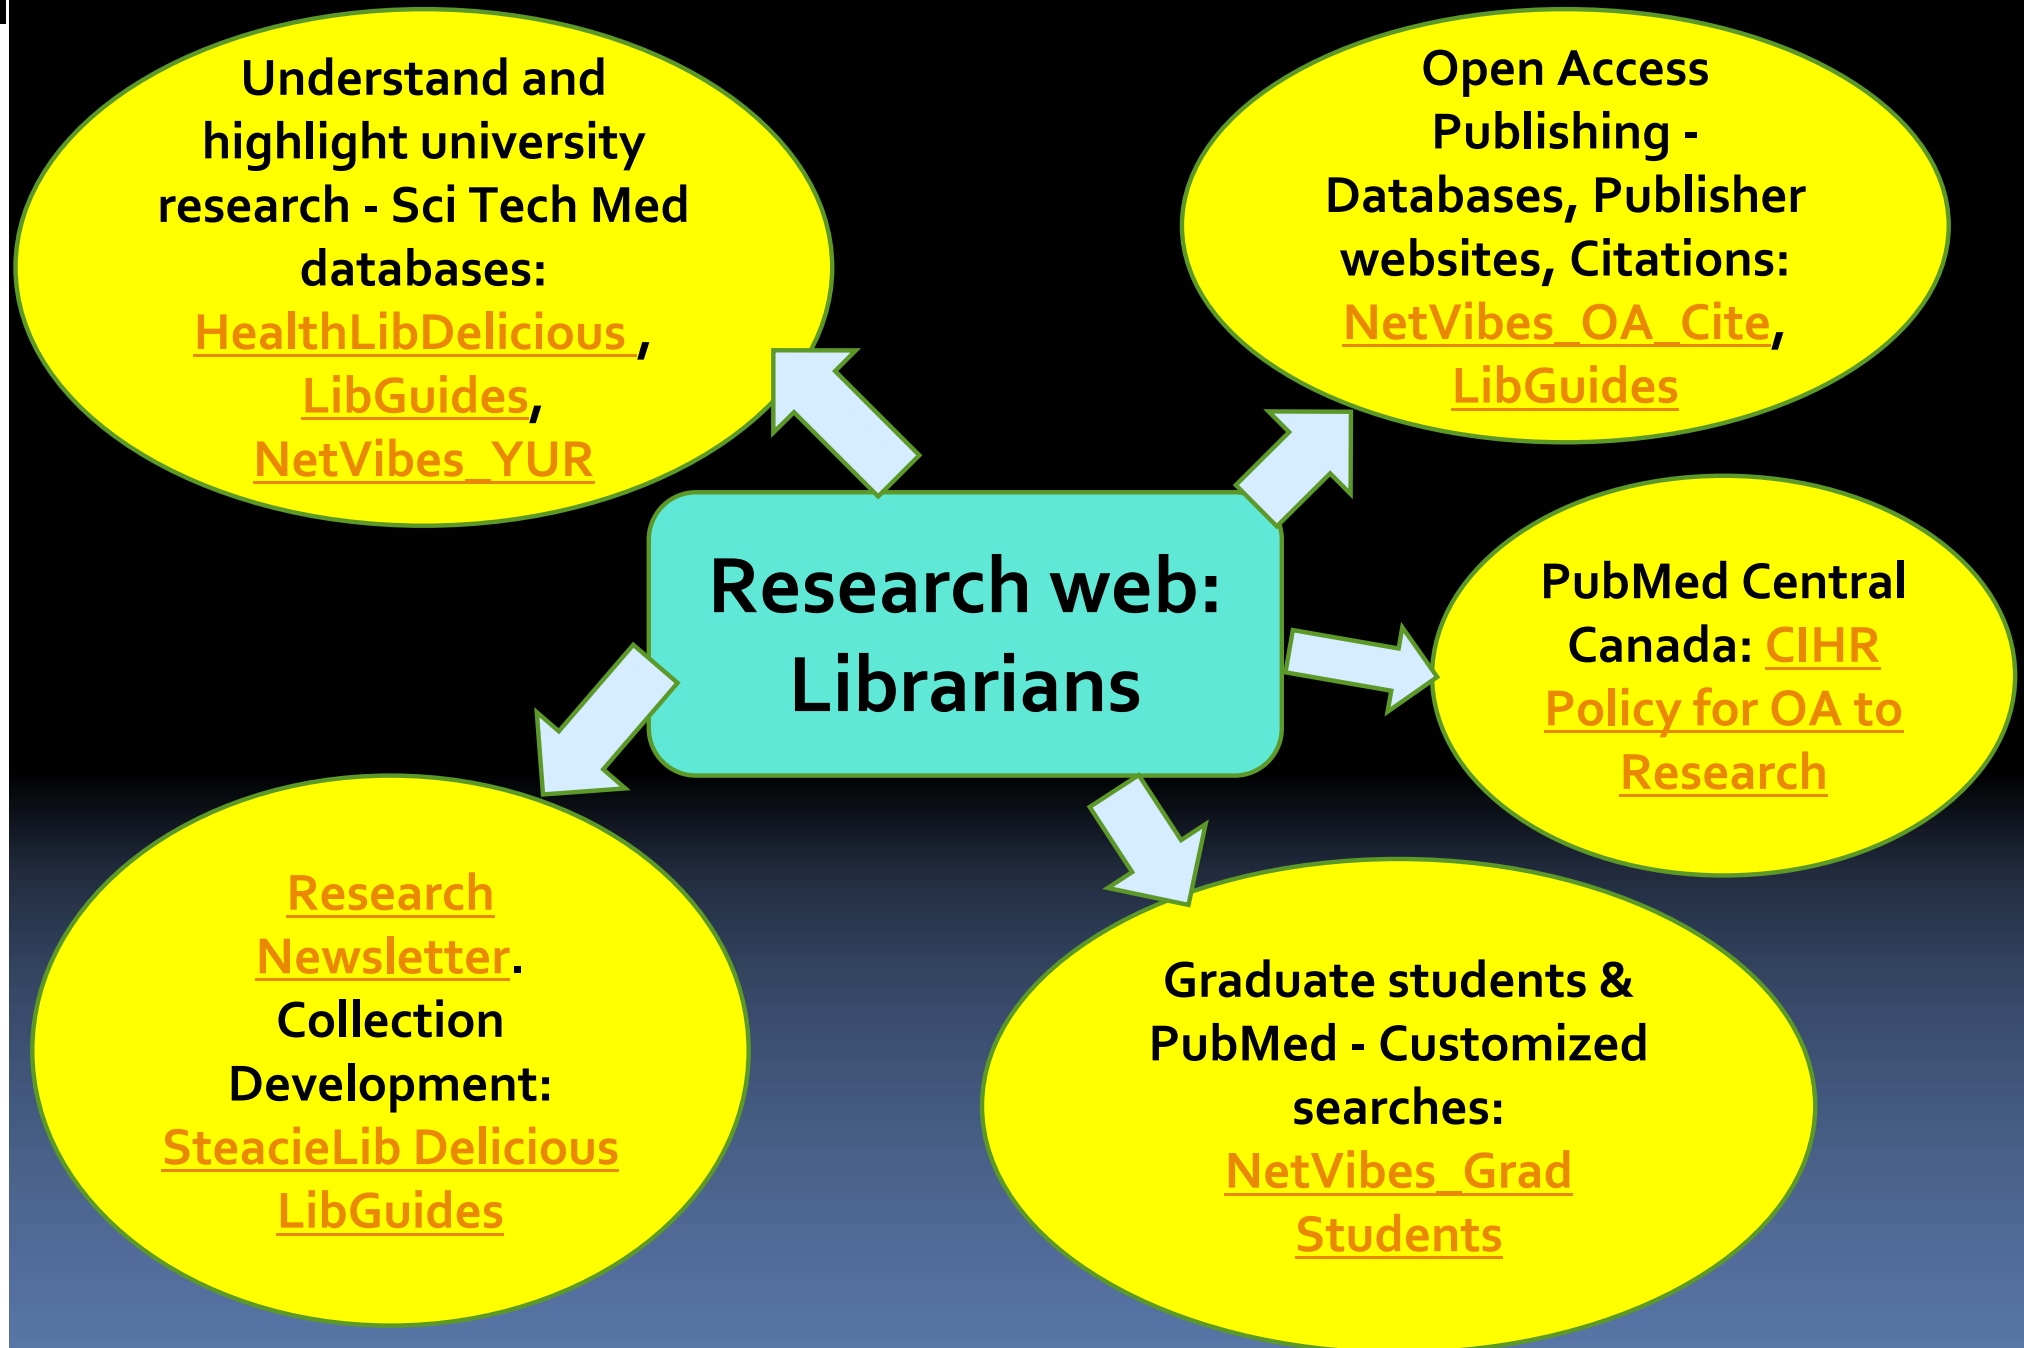 Understand and
highlight university
research - Sci Tech Med
databases:
HealthLibDelicious ,
LibGuides,
NetVibes_YUR
Open Access
Publishing -
Databases, Publisher
websites, Citations:
NetVibes_OA_Cite,
LibGuides
Research web:
Librarians
PubMed Central
Canada: CIHR
Policy for OA to
Research
Research
Newsletter.
Collection
Development:
SteacieLib Delicious
LibGuides
Graduate students &
PubMed - Customized
searches:
NetVibes_Grad
Students